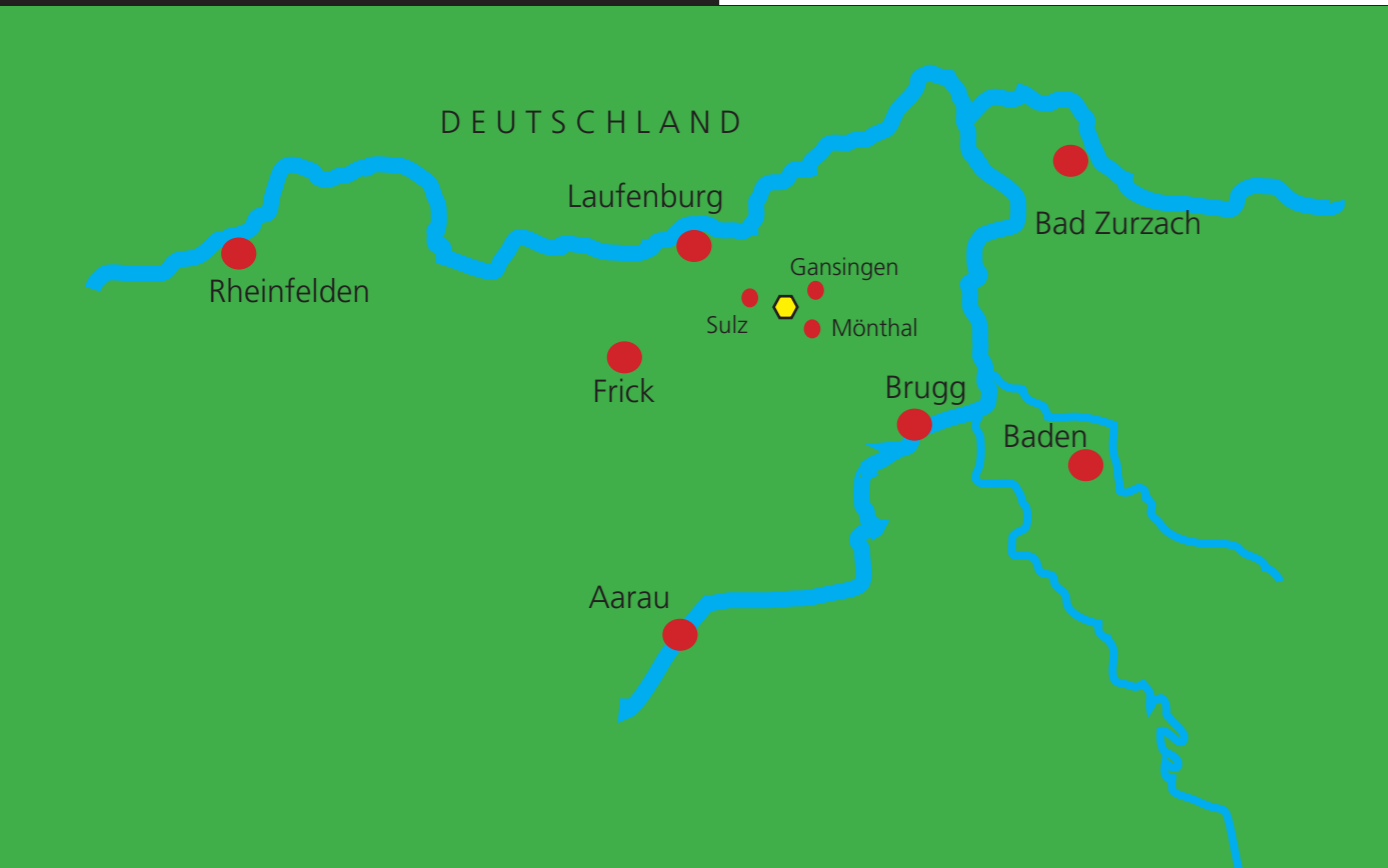 DEUTSCHLAND
Laufenburg
Bad Zurzach
Gansingen
Rheinfelden
Sulz
Mönthal
Frick
Brugg
Baden
Aarau